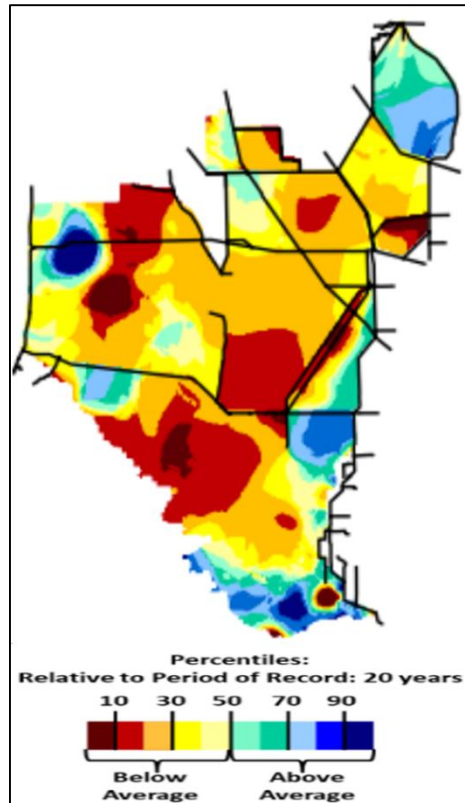 Percentiles:
Relative to Period of Record: 20 years
10 30 50 70 90
Below Above
Average Average